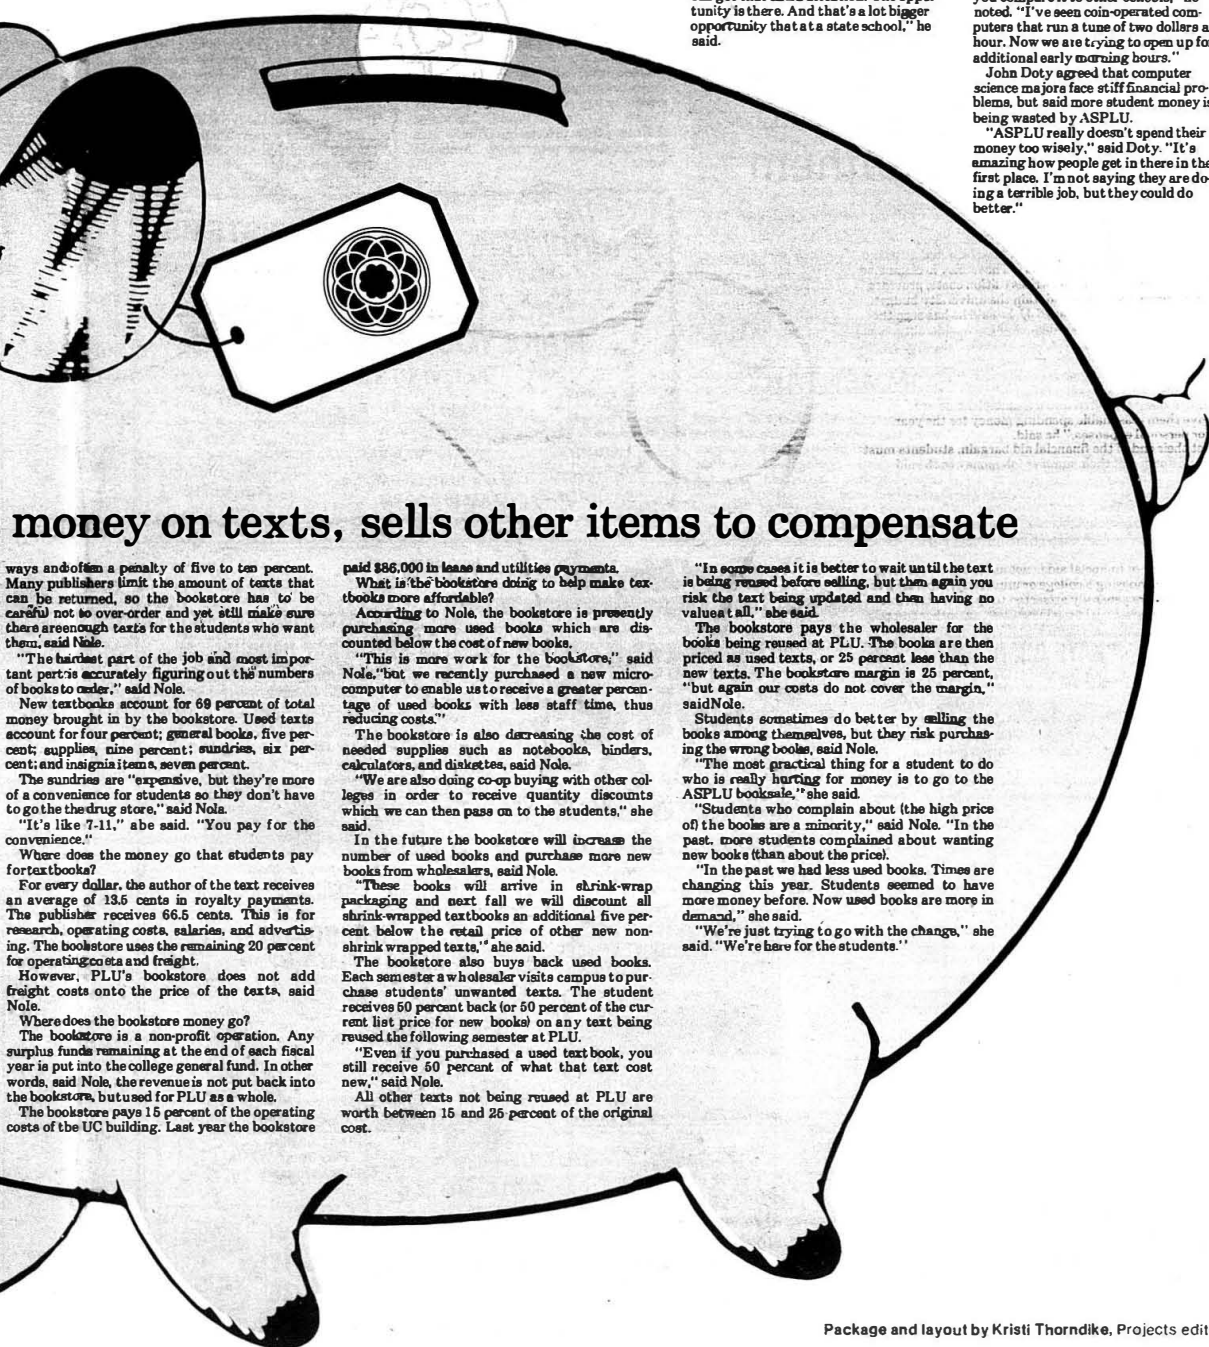 tunity is there. And that's a lot bigger
opportunity that at a state school," he
said.
noted. "I've seen coin-operated com-
puters that run a tune of two dollars a
hour. Now we are trying to open up for
additional early morning hours."
John Doty agreed that computer
science majors face stiff financial pro-
blems, but said more student money is
being wasted by ASPLU.
"ASPLU really doesn't spend their
money too wisely," said Doty. "It's
amazing how people get in there in the
first place. I'm not saying they are do-
ing a terrible job, but they could do
better."
money on texts, sells other items to compensate
ways and often a penalty of five to ten percent.
Many publishers limit the amount of texts that
can be returned, so the bookstore has to be
careful not to over-order and yet still make sure
there are enough texts for the students who want
them, said Nole.
"The hardest part of the job and most impor-
tant part is accurately figuring out the numbers
of books to order," said Nole.
New textbooks account for 69 percent of total
money brought in by the bookstore. Used texts
account for four percent; general books, five per-
cent; supplies, nine percent; sundries, six per-
cent; and insignia items, seven percent.
The sundries are "expensive, but they're more
of a convenience for students so they don't have
to go the the drug store," said Nola.
"It's like 7-11," abe said. "You pay for the
convenience."
Where does the money go that students pay
for textbooks?
For every dollar, the author of the text receives
an average of 13.5 cents in royalty payments.
The publisher receives 66.5 cents. This is for
research, operating costs, salaries, and advertis-
ing. The bookstore uses the remaining 20 percent
for operating costs and freight.
However, PLU's bookstore does not add
freight costs onto the price of the texts, said
Nole.
Where does the bookstore money go?
The bookstore is a non-profit operation. Any
surplus funds remaining at the end of each fiscal
year is put into the college general fund. In other
words, said Nole, the revenue is not put back into
the bookstore, but used for PLU as a whole.
The bookstore pays 15 percent of the operating
costs of the UC building. Last year the bookstore
paid $86,000 in lease and utilities payments.
What is the bookstore doing to help make tex-
tbooks more affordable?
According to Nole, the bookstore is presently
purchasing more used books which are dis-
counted below the cost of new books.
"This is more work for the bookstore," said
Nole,"but we recently purchased a new micro-
computer to enable us to receive a greater percen-
tage of used books with less staff time, thus
reducing costs."
The bookstore is also decreasing the cost of
needed supplies such as notebooks, binders,
calculators, and diskettes, said Nole.
"We are also doing co-op buying with other col-
leges in order to receive quantity discounts
which we can then pass on to the students," she
said.
In the future the bookstore will increase the
number of used books and purchase more new
books from wholesalers, said Nole.
"These books will arrive in shrink-wrap
packaging and next fall we will discount all
shrink-wrapped textbooks an additional five per-
cent below the retail price of other new non-
shrink wrapped texts," she said.
The bookstore also buys back used books.
Each semester a wholesaler visits campus to pur-
chase students' unwanted texts. The student
receives 50 percent back (or 50 percent of the cur-
rent list price for new books) on any text being
reused the following semester at PLU.
"Even if you purchased a used text book, you
still receive 50 percent of what that text cost
new," said Nole.
All other texts not being reused at PLU are
worth between 15 and 25 percent of the original
cost.
"In some cases it is better to wait until the text
is being reused before selling, but then again you
risk the text being updated and then having no
value at all," she said.
The bookstore pays the wholesaler for the
books being reused at PLU. The books are then
priced as used texts, or 25 percent less than the
new texts. The bookstore margin is 25 percent,
"but again our costs do not cover the margin,"
said Nole.
Students sometimes do better by selling the
books among themselves, but they risk purchas-
ing the wrong books, said Nole.
"The most practical thing for a student to do
who is really hurting for money is to go to the
ASPLU booksale," she said.
"Students who complain about (the high price
of) the books are a minority," said Nole. "In the
past, more students complained about wanting
new books (than about the price).
"In the past we had less used books. Times are
changing this year. Students seemed to have
more money before. Now used books are more in
demand," she said.
"We're just trying to go with the change," she
said. "We're here for the students."
Package and layout by Kristi Thorndike, Projects edit